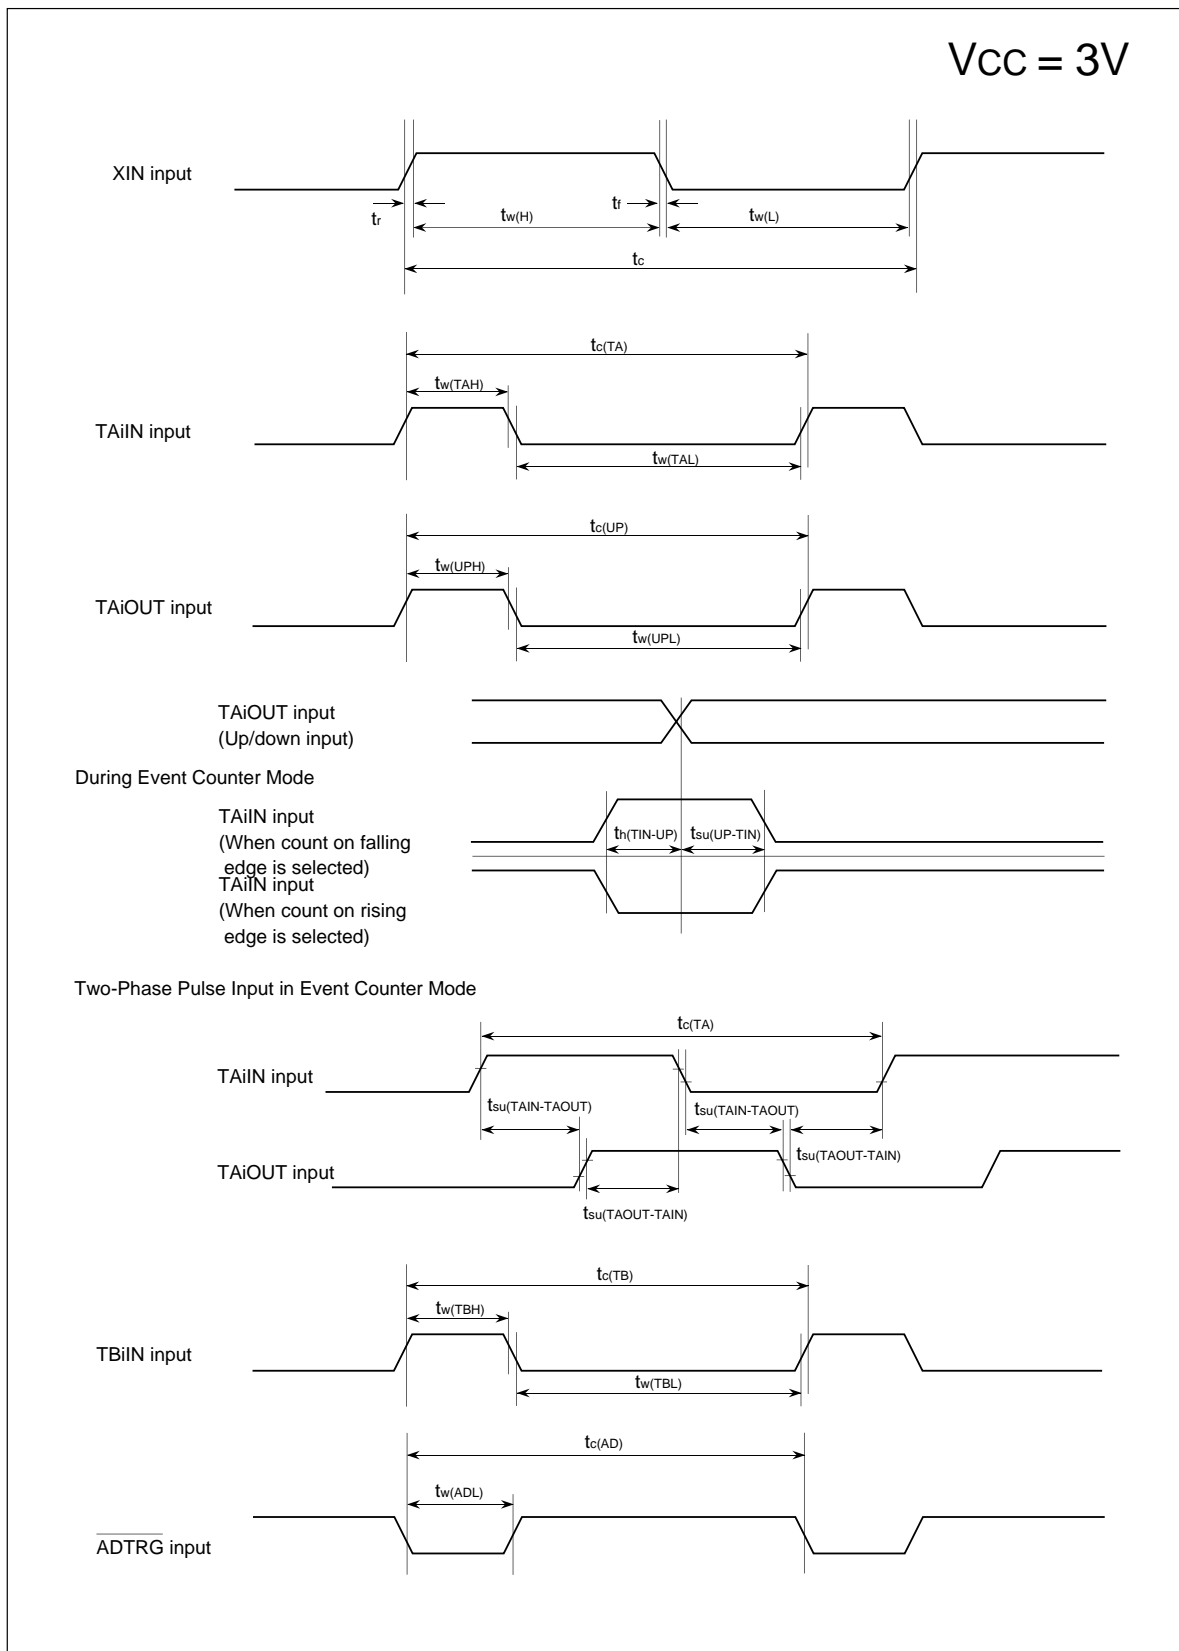 VCC = 3V
XIN input
tr
tw(H)
tf
tw(L)
tc
tc(TA)
tw(TAH)
TAiIN input
tw(TAL)
tc(UP)
tw(UPH)
TAiOUT input
tw(UPL)
TAiOUT input
(Up/down input)
During Event Counter Mode
TAiIN input
(When count on falling
edge is selected)
th(TIN-UP)
tsu(UP-TIN)
TAiIN input
(When count on rising
edge is selected)
Two-Phase Pulse Input in Event Counter Mode
tc(TA)
TAiIN input
tsu(TAIN-TAOUT)
tsu(TAIN-TAOUT)
tsu(TAOUT-TAIN)
TAiOUT input
tsu(TAOUT-TAIN)
tc(TB)
tw(TBH)
TBiIN input
tw(TBL)
tc(AD)
tw(ADL)
ADTRG input